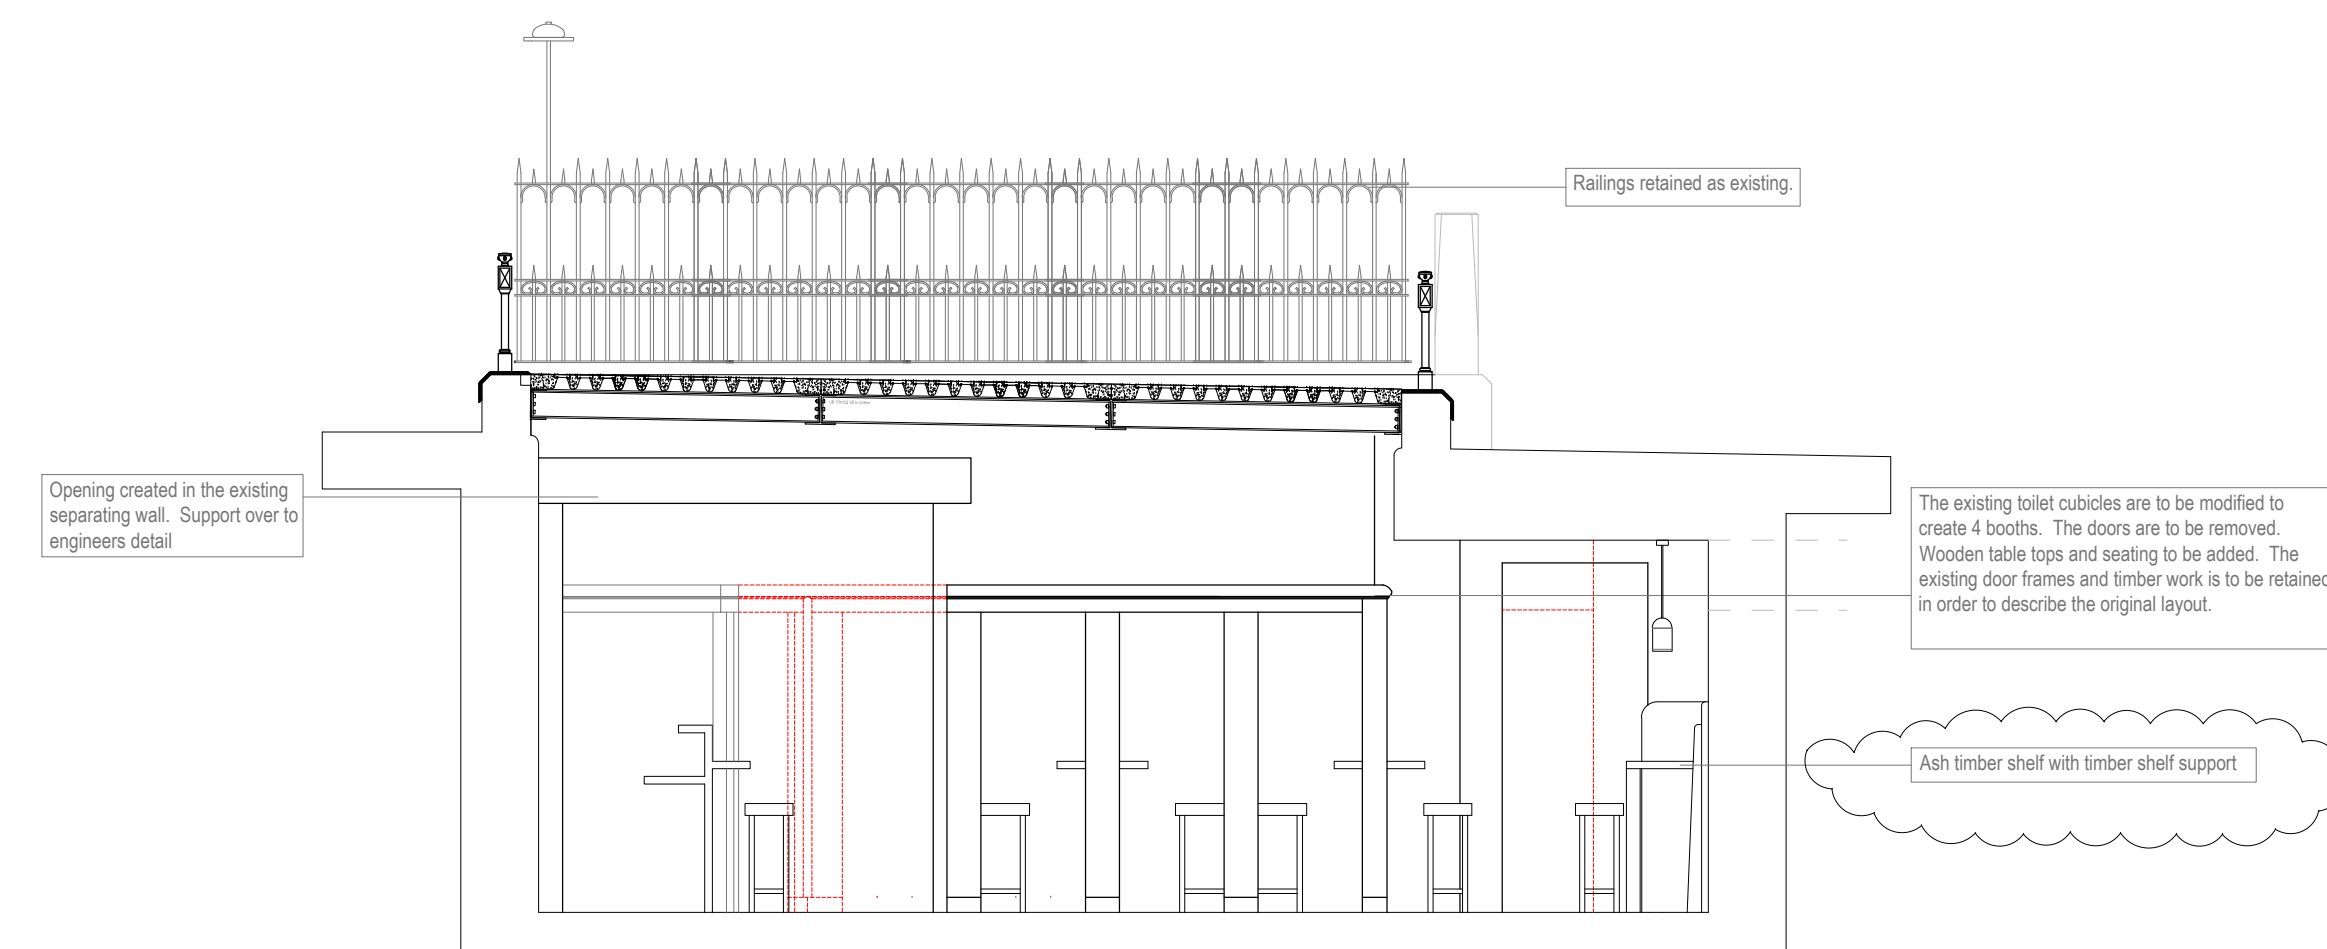 Railings retained as existing.
Opening created in the existing
separating wall. Support over to
engineers detail
The existing toilet cubicles are to be modified to
create 4 booths. The doors are to be removed.
Wooden table tops and seating to be added. The
existing door frames and timber work is to be retained
in order to describe the original layout.
Ash timber shelf with timber shelf support